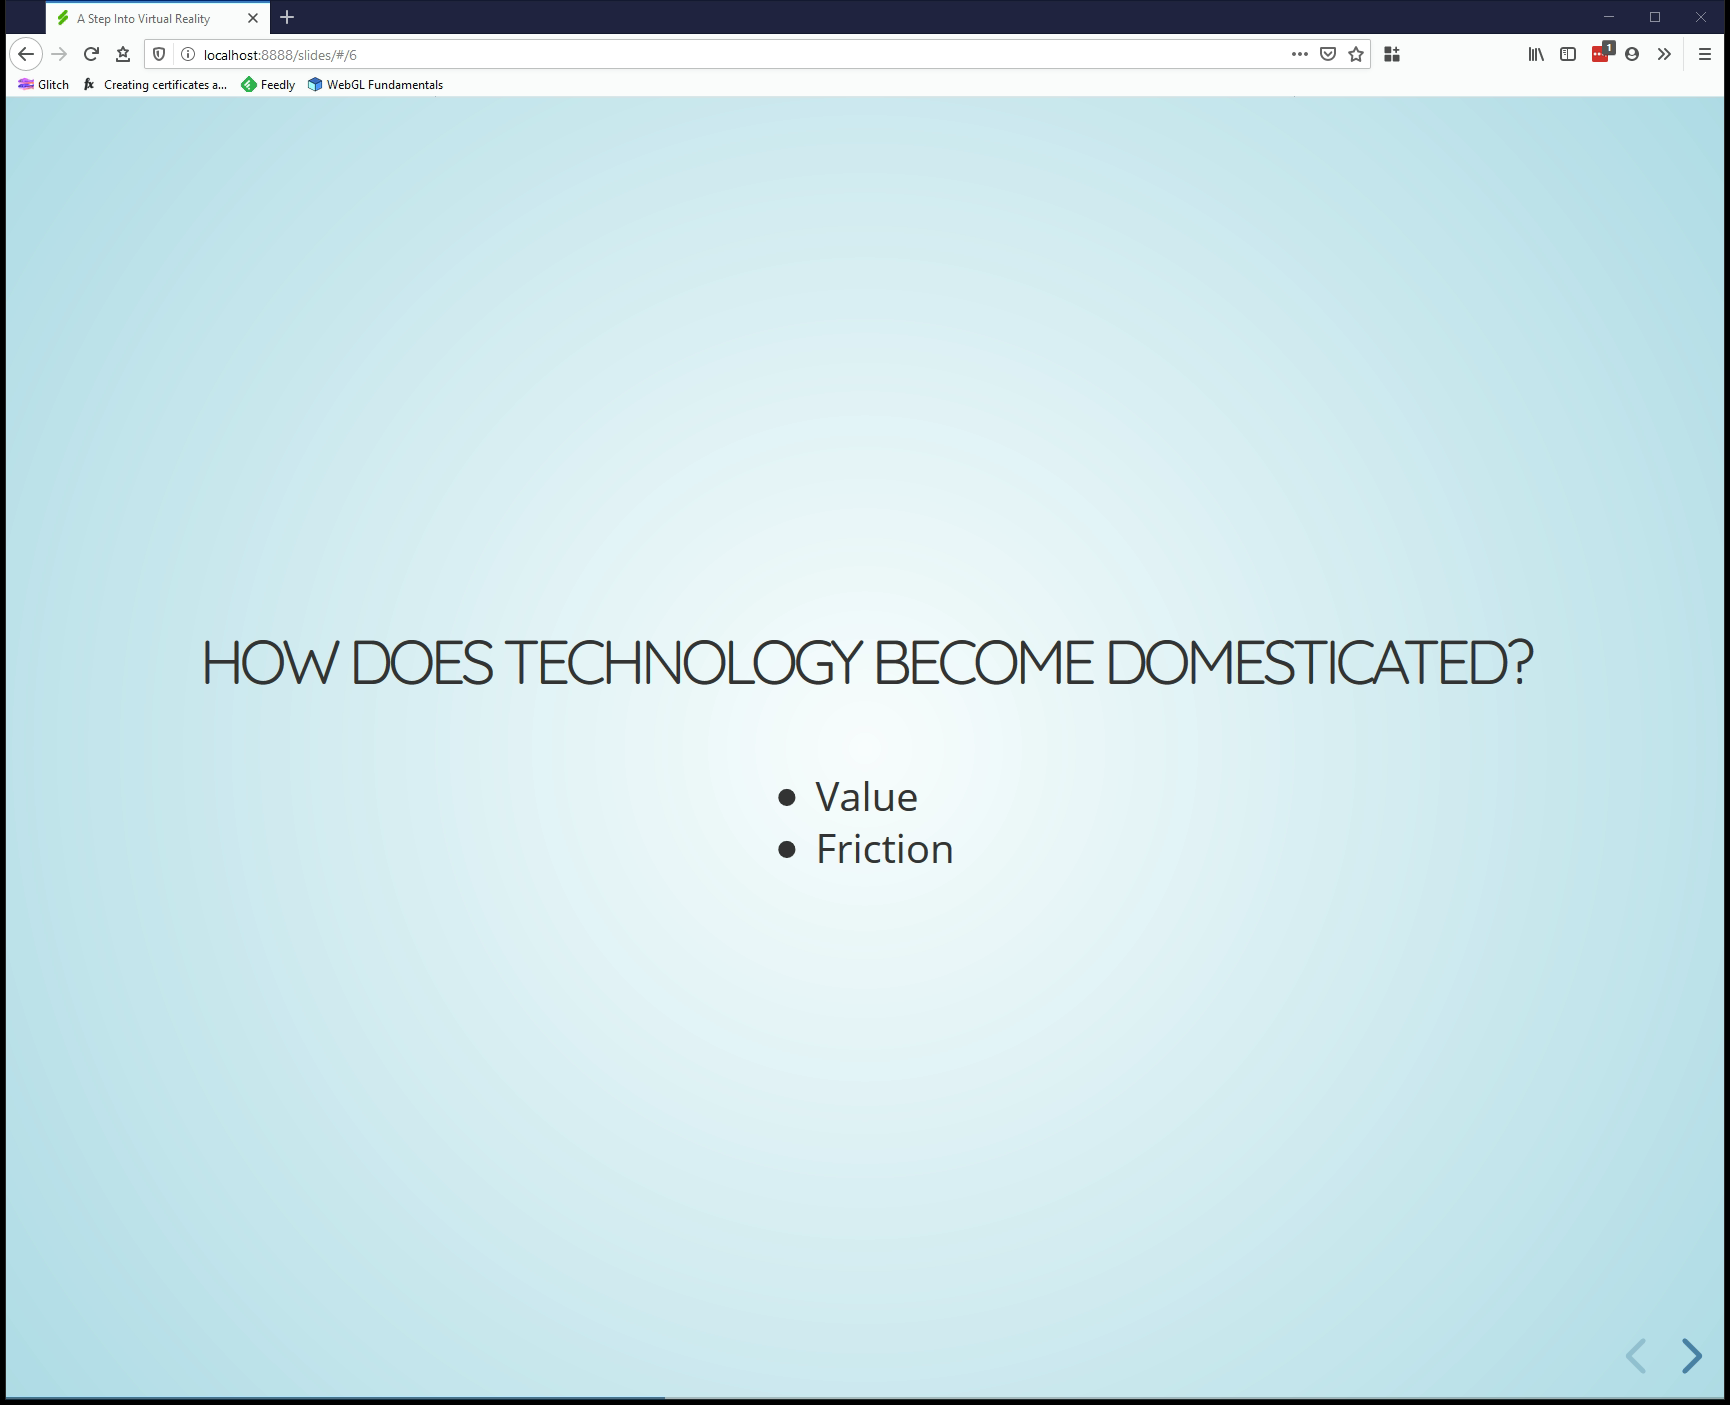 A Step Into Virtual Reality
localhost:8888/slides/#/6
1
Glitch fx Creating certificates a... Feedly WebGL Fundamentals
HOW DOES TECHNOLOGY BECOME DOMESTICATED?
• Value
• Friction